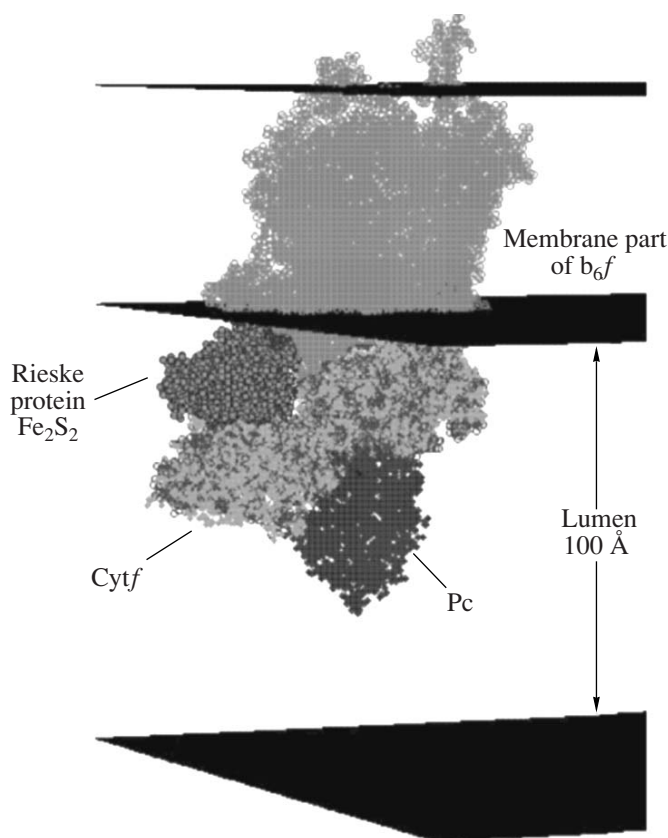 Membrane part
of b₆f
Rieske
protein
Fe₂S₂
Lumen
100 Å
Cytf
Pc